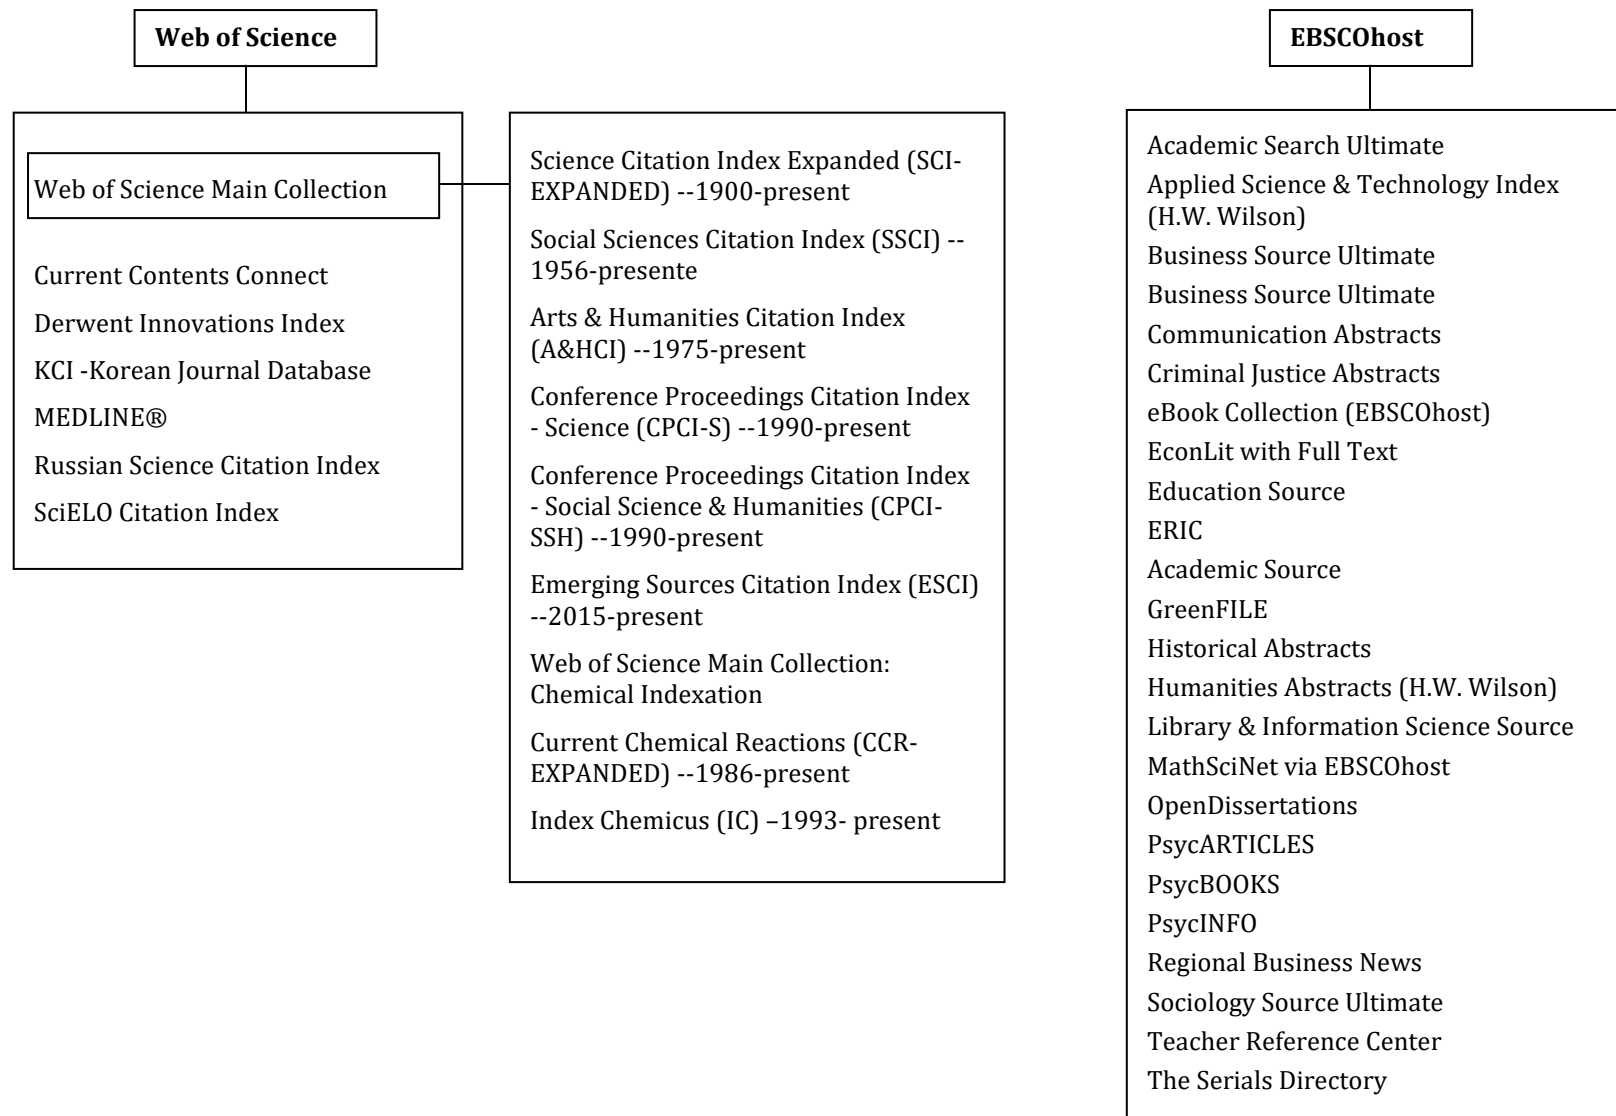 Web of Science
Web of Science Main Collection
Current Contents Connect
Derwent Innovations Index
KCI -Korean Journal Database
MEDLINE®
Russian Science Citation Index
SciELO Citation Index
Science Citation Index Expanded (SCI-
EXPANDED) --1900-present
Social Sciences Citation Index (SSCI) --
1956-presente
Arts & Humanities Citation Index
(A&HCI) --1975-present
Conference Proceedings Citation Index
- Science (CPCI-S) --1990-present
Conference Proceedings Citation Index
- Social Science & Humanities (CPCI-
SSH) --1990-present
Emerging Sources Citation Index (ESCI)
--2015-present
Web of Science Main Collection:
Chemical Indexation
Current Chemical Reactions (CCR-
EXPANDED) --1986-present
Index Chemicus (IC) –1993- present
EBSCOhost
Academic Search Ultimate
Applied Science & Technology Index
(H.W. Wilson)
Business Source Ultimate
Business Source Ultimate
Communication Abstracts
Criminal Justice Abstracts
eBook Collection (EBSCOhost)
EconLit with Full Text
Education Source
ERIC
Academic Source
GreenFILE
Historical Abstracts
Humanities Abstracts (H.W. Wilson)
Library & Information Science Source
MathSciNet via EBSCOhost
OpenDissertations
PsycARTICLES
PsycBOOKS
PsycINFO
Regional Business News
Sociology Source Ultimate
Teacher Reference Center
The Serials Directory